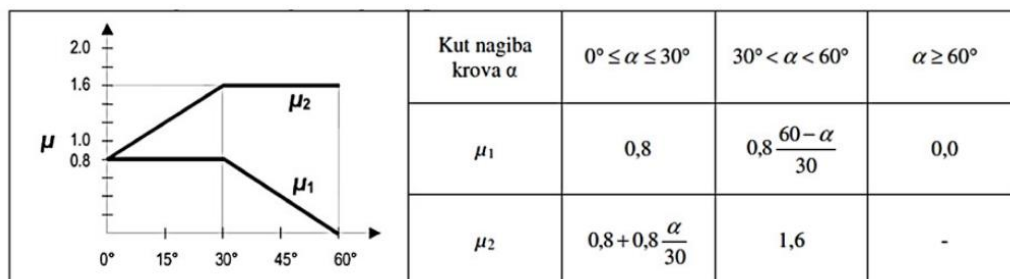 2.0
1.6
μ2
μ 1.0
0.8
μ1
0° 15° 30° 45° 60°
Kut nagiba
krova α
0° ≤ α ≤ 30°
30° < α < 60°
α ≥ 60°
μ1
0,8
0,8 (60 − α)/30
0,0
μ2
0,8 + 0,8 α/30
1,6
-